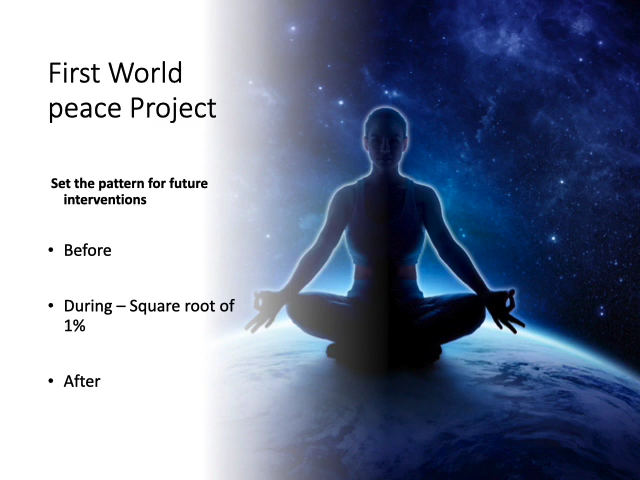 First World
peace Project
Set the pattern for future
interventions
• Before
• During – Square root of
1%
• After